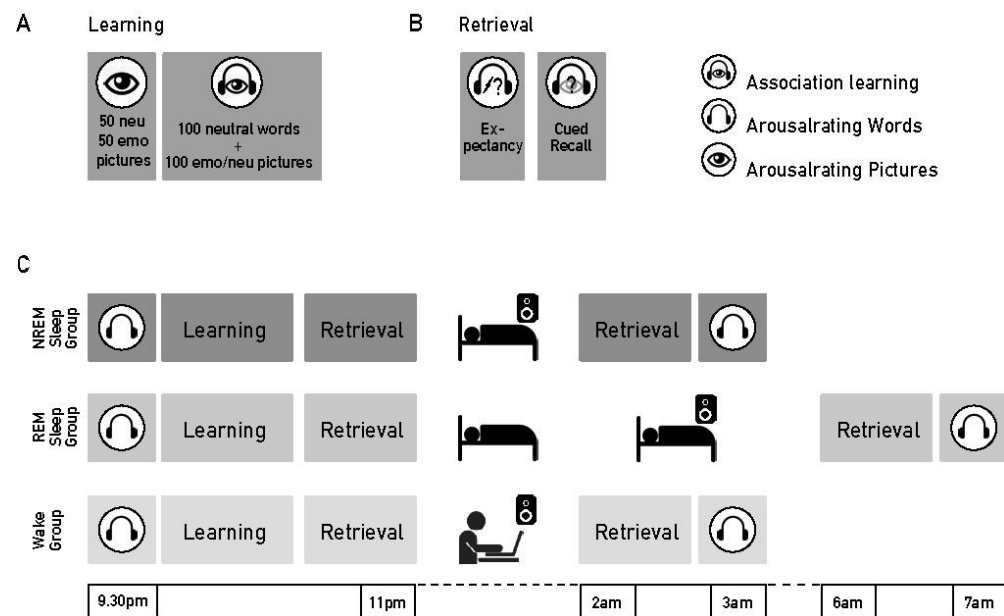 A Learning
50 neu
50 emo
pictures
100 neutral words
+
100 emo/neu pictures
B Retrieval
/?
Ex-
pectancy
?
Cued
Recall
Association learning
Arousalrating Words
Arousalrating Pictures
C
NREM
Sleep
Group
Learning
Retrieval
Retrieval
REM
Sleep
Group
Learning
Retrieval
Retrieval
Wake
Group
Learning
Retrieval
Retrieval
9.30pm 11pm 2am 3am 6am 7am